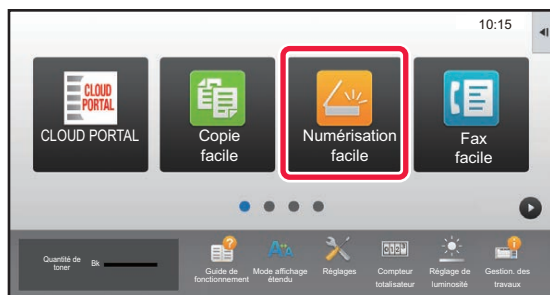 10:15
CLOUD
PORTAL
CLOUD PORTAL
Copie
facile
Numérisation
facile
Fax
facile
Quantité de
toner
Bk
Guide de
fonctionnement
Mode affichage
étendu
Réglages
Compteur
totalisateur
Réglage de
luminosité
Gestion. des
travaux